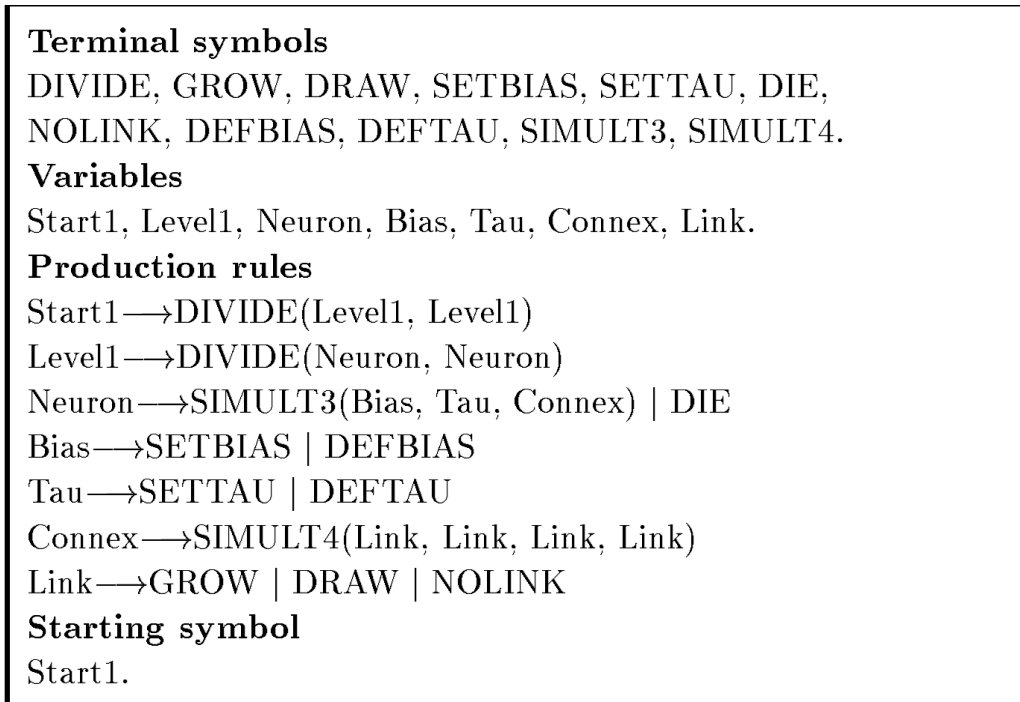 Terminal symbols
DIVIDE, GROW, DRAW, SETBIAS, SETTAU, DIE,
NOLINK, DEFBIAS, DEFTAU, SIMULT3, SIMULT4.
Variables
Start1, Level1, Neuron, Bias, Tau, Connex, Link.
Production rules
Start1⟶DIVIDE(Level1, Level1)
Level1⟶DIVIDE(Neuron, Neuron)
Neuron⟶SIMULT3(Bias, Tau, Connex) | DIE
Bias⟶SETBIAS | DEFBIAS
Tau⟶SETTAU | DEFTAU
Connex⟶SIMULT4(Link, Link, Link, Link)
Link⟶GROW | DRAW | NOLINK
Starting symbol
Start1.